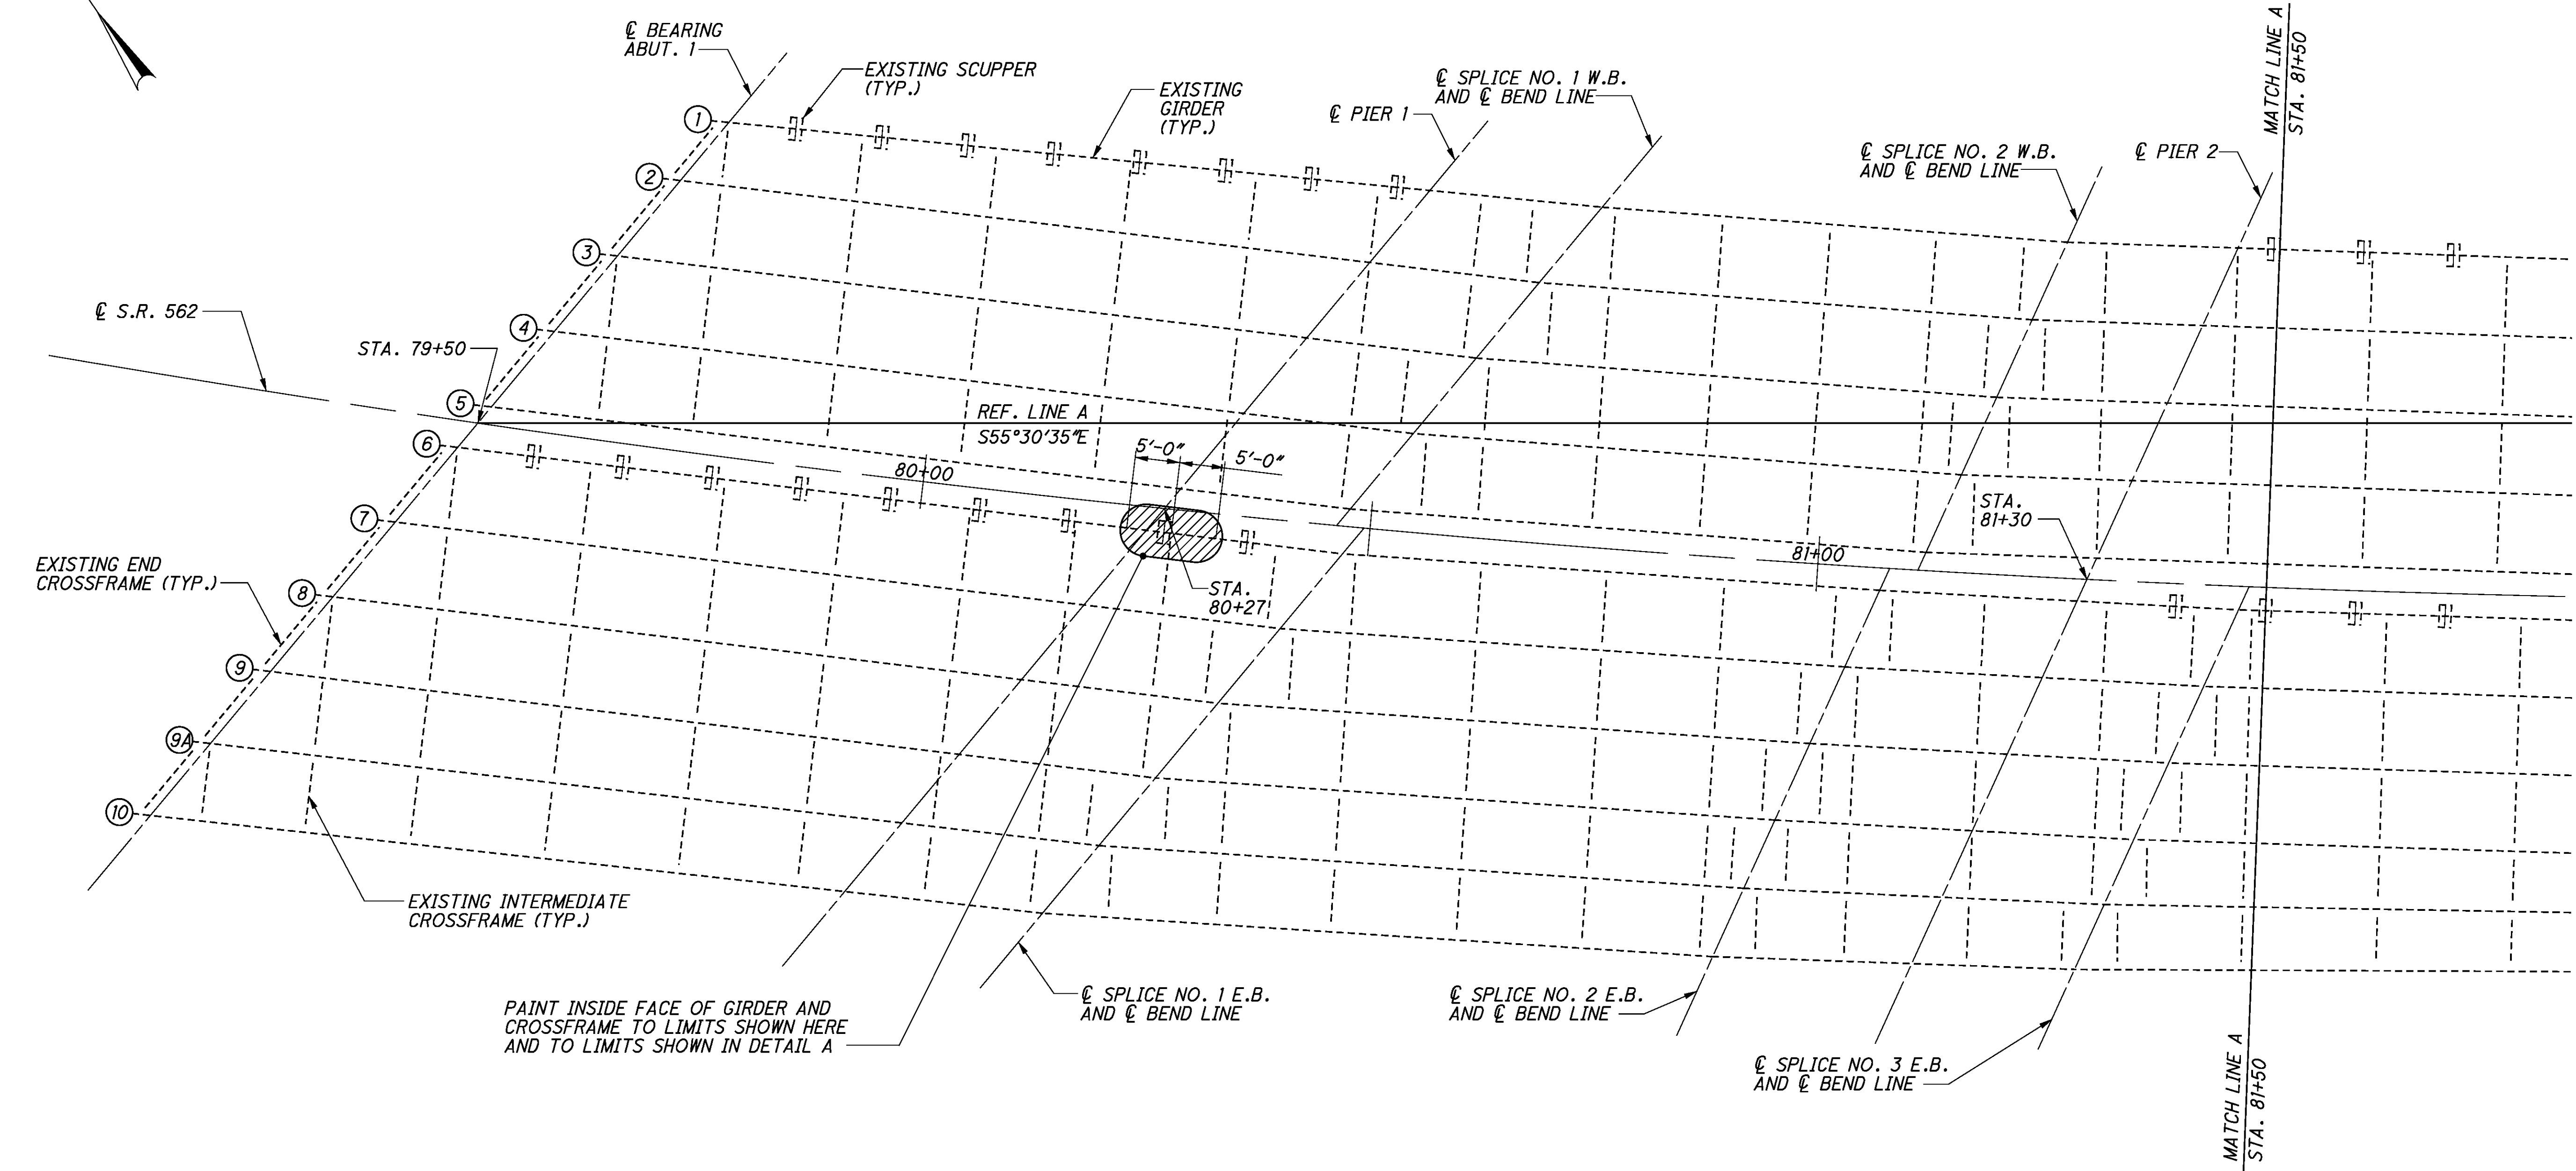 ℄ BEARING
ABUT. 1
EXISTING SCUPPER
(TYP.)
EXISTING
GIRDER
(TYP.)
℄ PIER 1
℄ SPLICE NO. 1 W.B.
AND ℄ BEND LINE
℄ SPLICE NO. 2 W.B.
AND ℄ BEND LINE
℄ PIER 2
MATCH LINE A
STA. 81+50
1
2
3
4
5
6
7
8
9
9A
10
℄ S.R. 562
STA. 79+50
REF. LINE A
S55°30'35"E
80+00
5'-0"
5'-0"
STA.
80+27
81+00
STA.
81+30
EXISTING END
CROSSFRAME (TYP.)
EXISTING INTERMEDIATE
CROSSFRAME (TYP.)
PAINT INSIDE FACE OF GIRDER AND
CROSSFRAME TO LIMITS SHOWN HERE
AND TO LIMITS SHOWN IN DETAIL A
℄ SPLICE NO. 1 E.B.
AND ℄ BEND LINE
℄ SPLICE NO. 2 E.B.
AND ℄ BEND LINE
℄ SPLICE NO. 3 E.B.
AND ℄ BEND LINE
MATCH LINE A
STA. 81+50